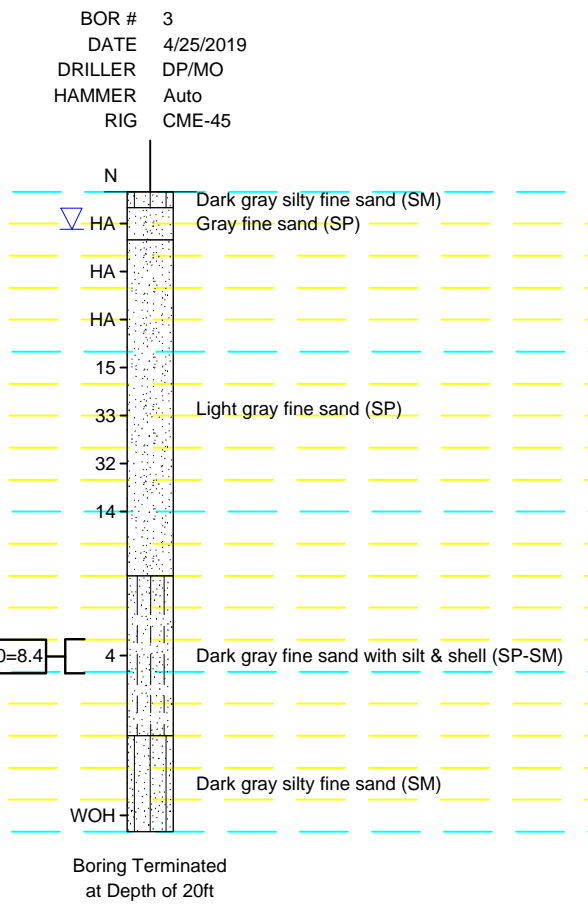 BOR # 3
DATE 4/25/2019
DRILLER DP/MO
HAMMER Auto
RIG CME-45
N
Dark gray silty fine sand (SM)
HA Gray fine sand (SP)
HA
HA
15
33 Light gray fine sand (SP)
32
14
0=8.4 4 Dark gray fine sand with silt & shell (SP-SM)
Dark gray silty fine sand (SM)
WOH
Boring Terminated
at Depth of 20ft